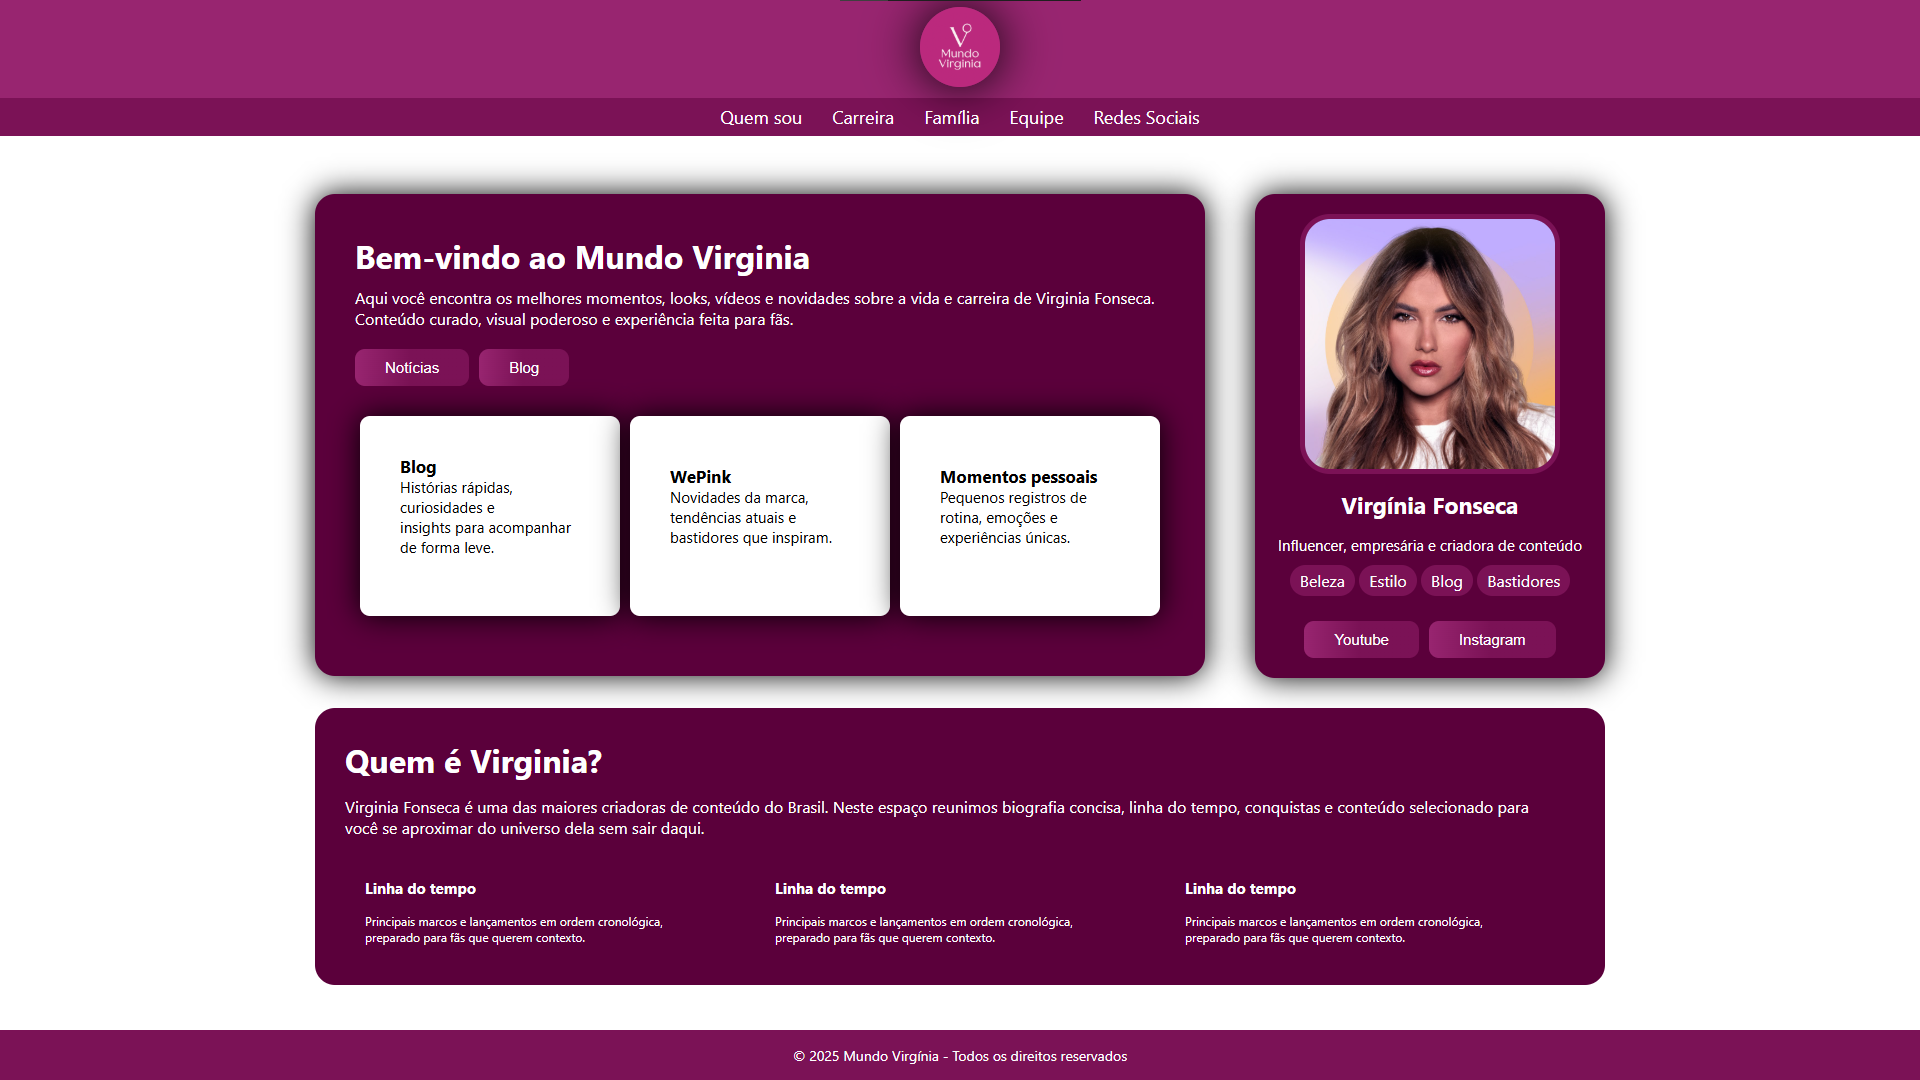 Mundo
Virginia
Quem sou Carreira Família Equipe Redes Sociais
Bem-vindo ao Mundo Virginia
Aqui você encontra os melhores momentos, looks, vídeos e novidades sobre a vida e carreira de Virginia Fonseca.
Conteúdo curado, visual poderoso e experiência feita para fãs.
Notícias Blog
Blog
Histórias rápidas,
curiosidades e
insights para acompanhar
de forma leve.
WePink
Novidades da marca,
tendências atuais e
bastidores que inspiram.
Momentos pessoais
Pequenos registros de
rotina, emoções e
experiências únicas.
Virgínia Fonseca
Influencer, empresária e criadora de conteúdo
Beleza Estilo Blog Bastidores
Youtube Instagram
Quem é Virginia?
Virginia Fonseca é uma das maiores criadoras de conteúdo do Brasil. Neste espaço reunimos biografia concisa, linha do tempo, conquistas e conteúdo selecionado para
você se aproximar do universo dela sem sair daqui.
Linha do tempo
Principais marcos e lançamentos em ordem cronológica,
preparado para fãs que querem contexto.
Linha do tempo
Principais marcos e lançamentos em ordem cronológica,
preparado para fãs que querem contexto.
Linha do tempo
Principais marcos e lançamentos em ordem cronológica,
preparado para fãs que querem contexto.
© 2025 Mundo Virgínia - Todos os direitos reservados